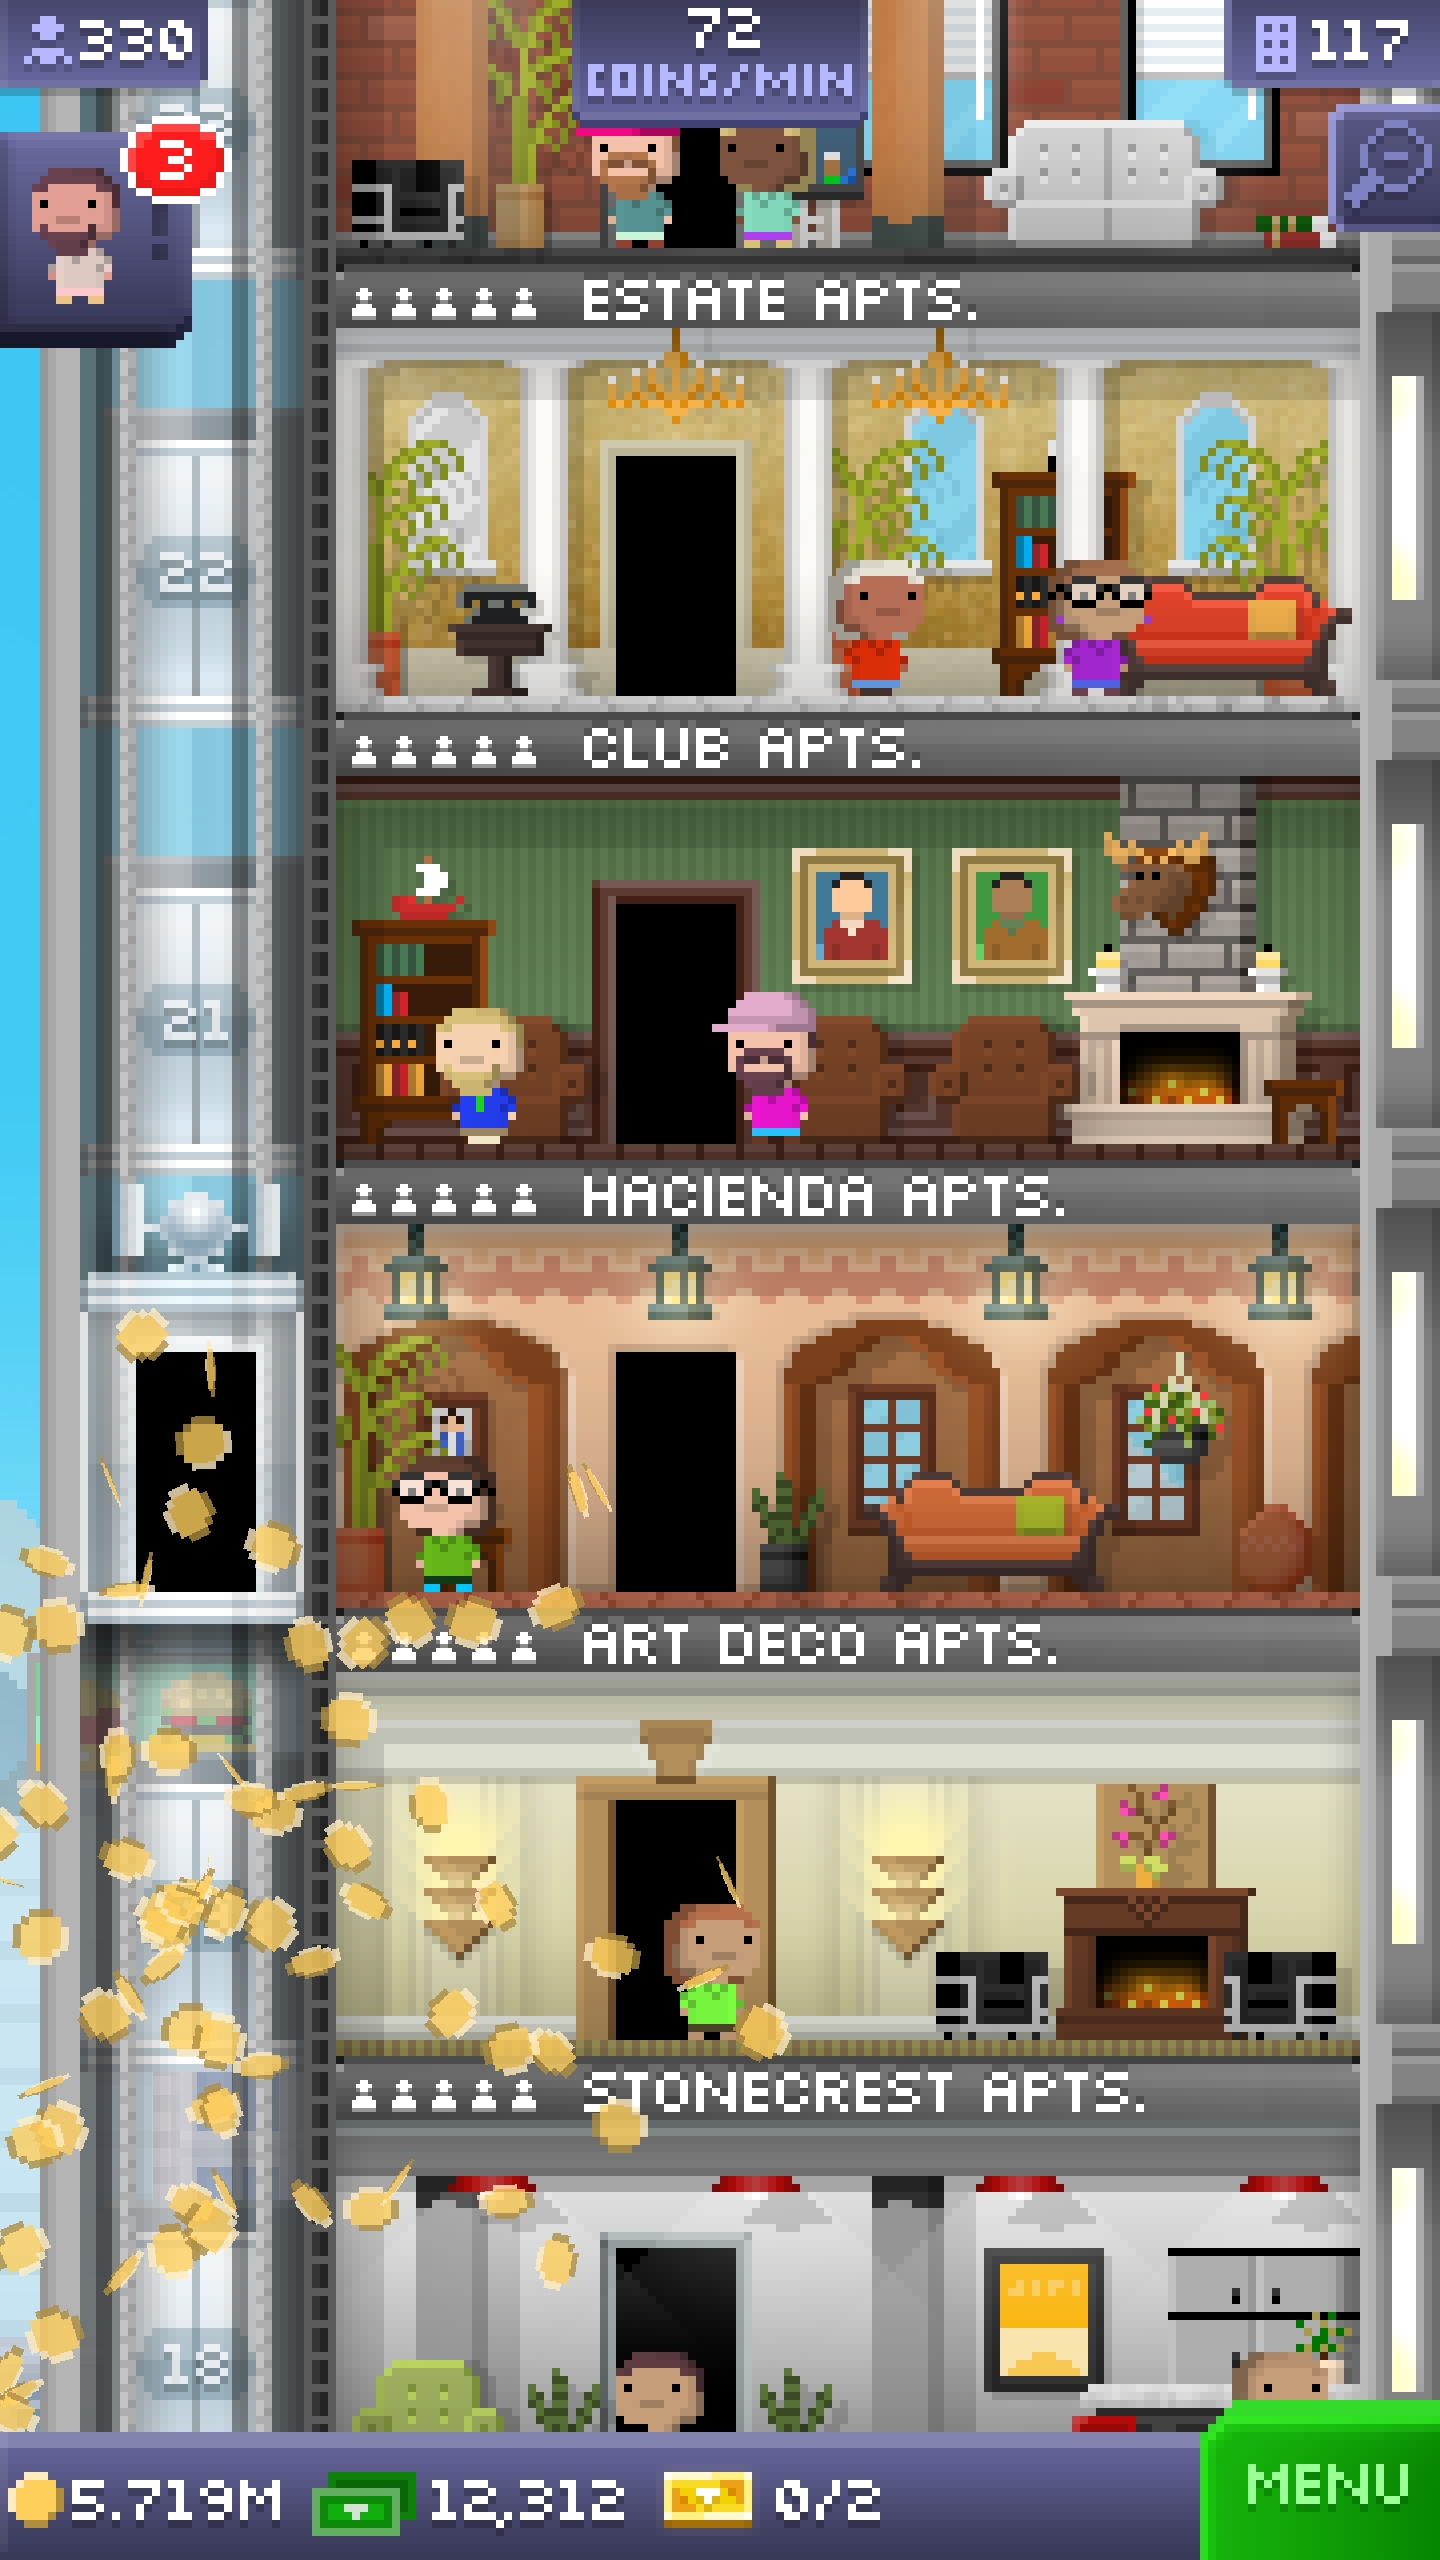 330
72
COINS/MIN
117
3
ESTATE APTS.
22
CLUB APTS.
21
HACIENDA APTS.
ART DECO APTS.
STONECREST APTS.
18
5.719M
12,312
0/2
MENU